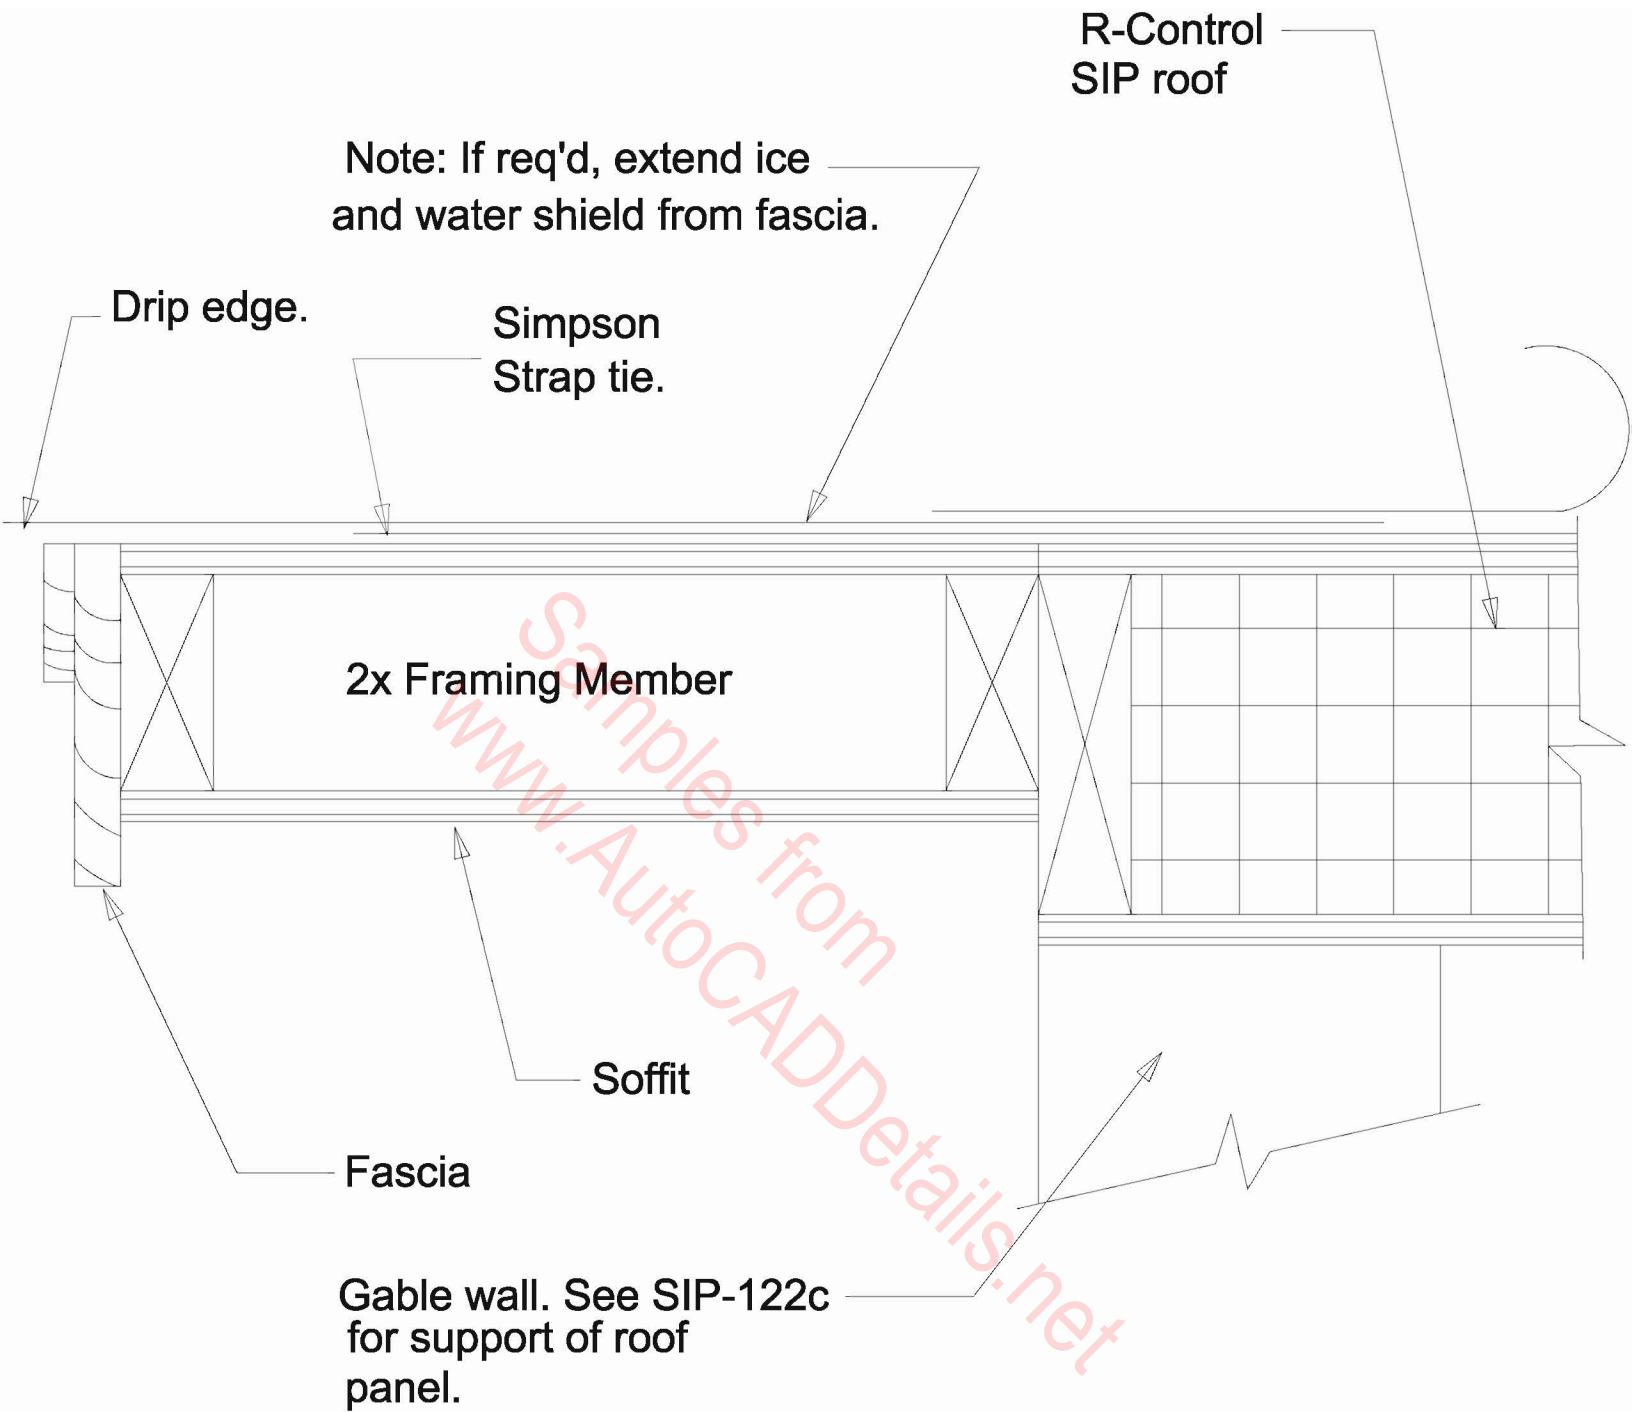 R-Control
SIP roof
Note: If req'd, extend ice
and water shield from fascia.
Drip edge.
Simpson
Strap tie.
2x Framing Member
Samples from
www.AutoCADDetails.net
Soffit
Fascia
Gable wall. See SIP-122c
for support of roof
panel.